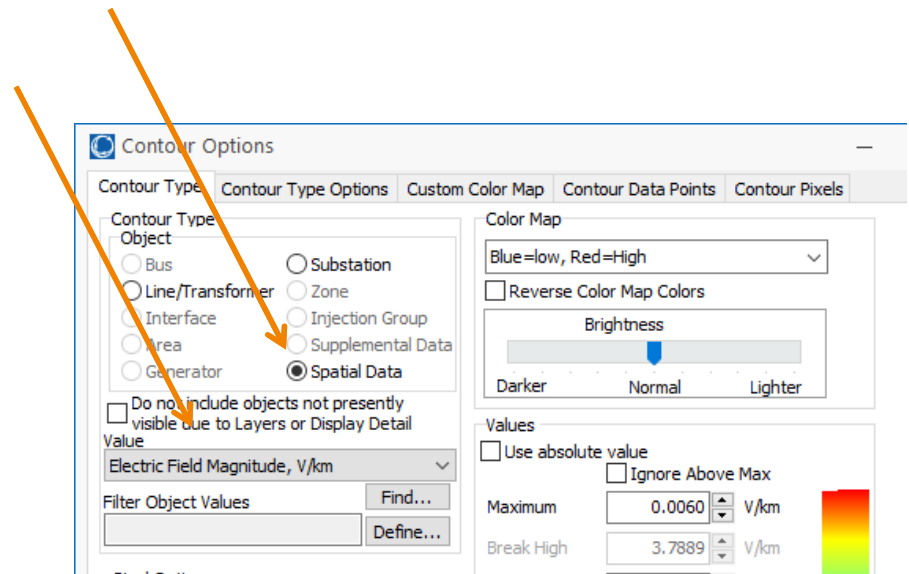 Contour Options
Contour Type Contour Type Options Custom Color Map Contour Data Points Contour Pixels
Contour Type
Object
Bus Substation
Line/Transformer Zone
Interface Injection Group
Area Supplemental Data
Generator Spatial Data
Do not include objects not presently
visible due to Layers or Display Detail
Value
Electric Field Magnitude, V/km
Filter Object Values Find...
Define...
Color Map
Blue=low, Red=High
Reverse Color Map Colors
Brightness
Darker Normal Lighter
Values
Use absolute value
Ignore Above Max
Maximum 0.0060 V/km
Break High 3.7889 V/km